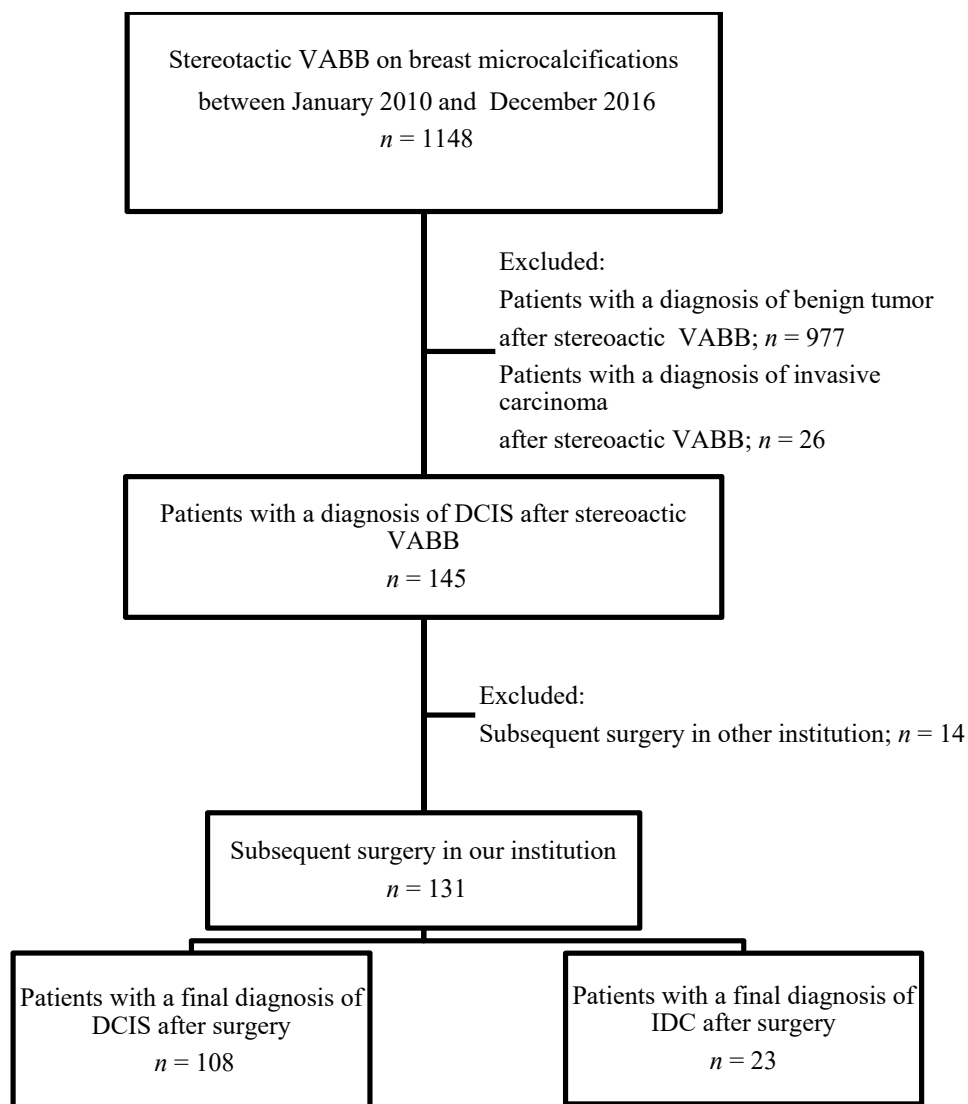 Stereotactic VABB on breast microcalcifications
between January 2010 and  December 2016
n = 1148
Excluded:
Patients with a diagnosis of benign tumor
after stereoactic  VABB; n = 977
Patients with a diagnosis of invasive
carcinoma
after stereoactic VABB; n = 26
Patients with a diagnosis of DCIS after stereoactic
VABB
n = 145
Excluded:
Subsequent surgery in other institution; n = 14
Subsequent surgery in our institution
n = 131
Patients with a final diagnosis of
DCIS after surgery
n = 108
Patients with a final diagnosis of
IDC after surgery
n = 23